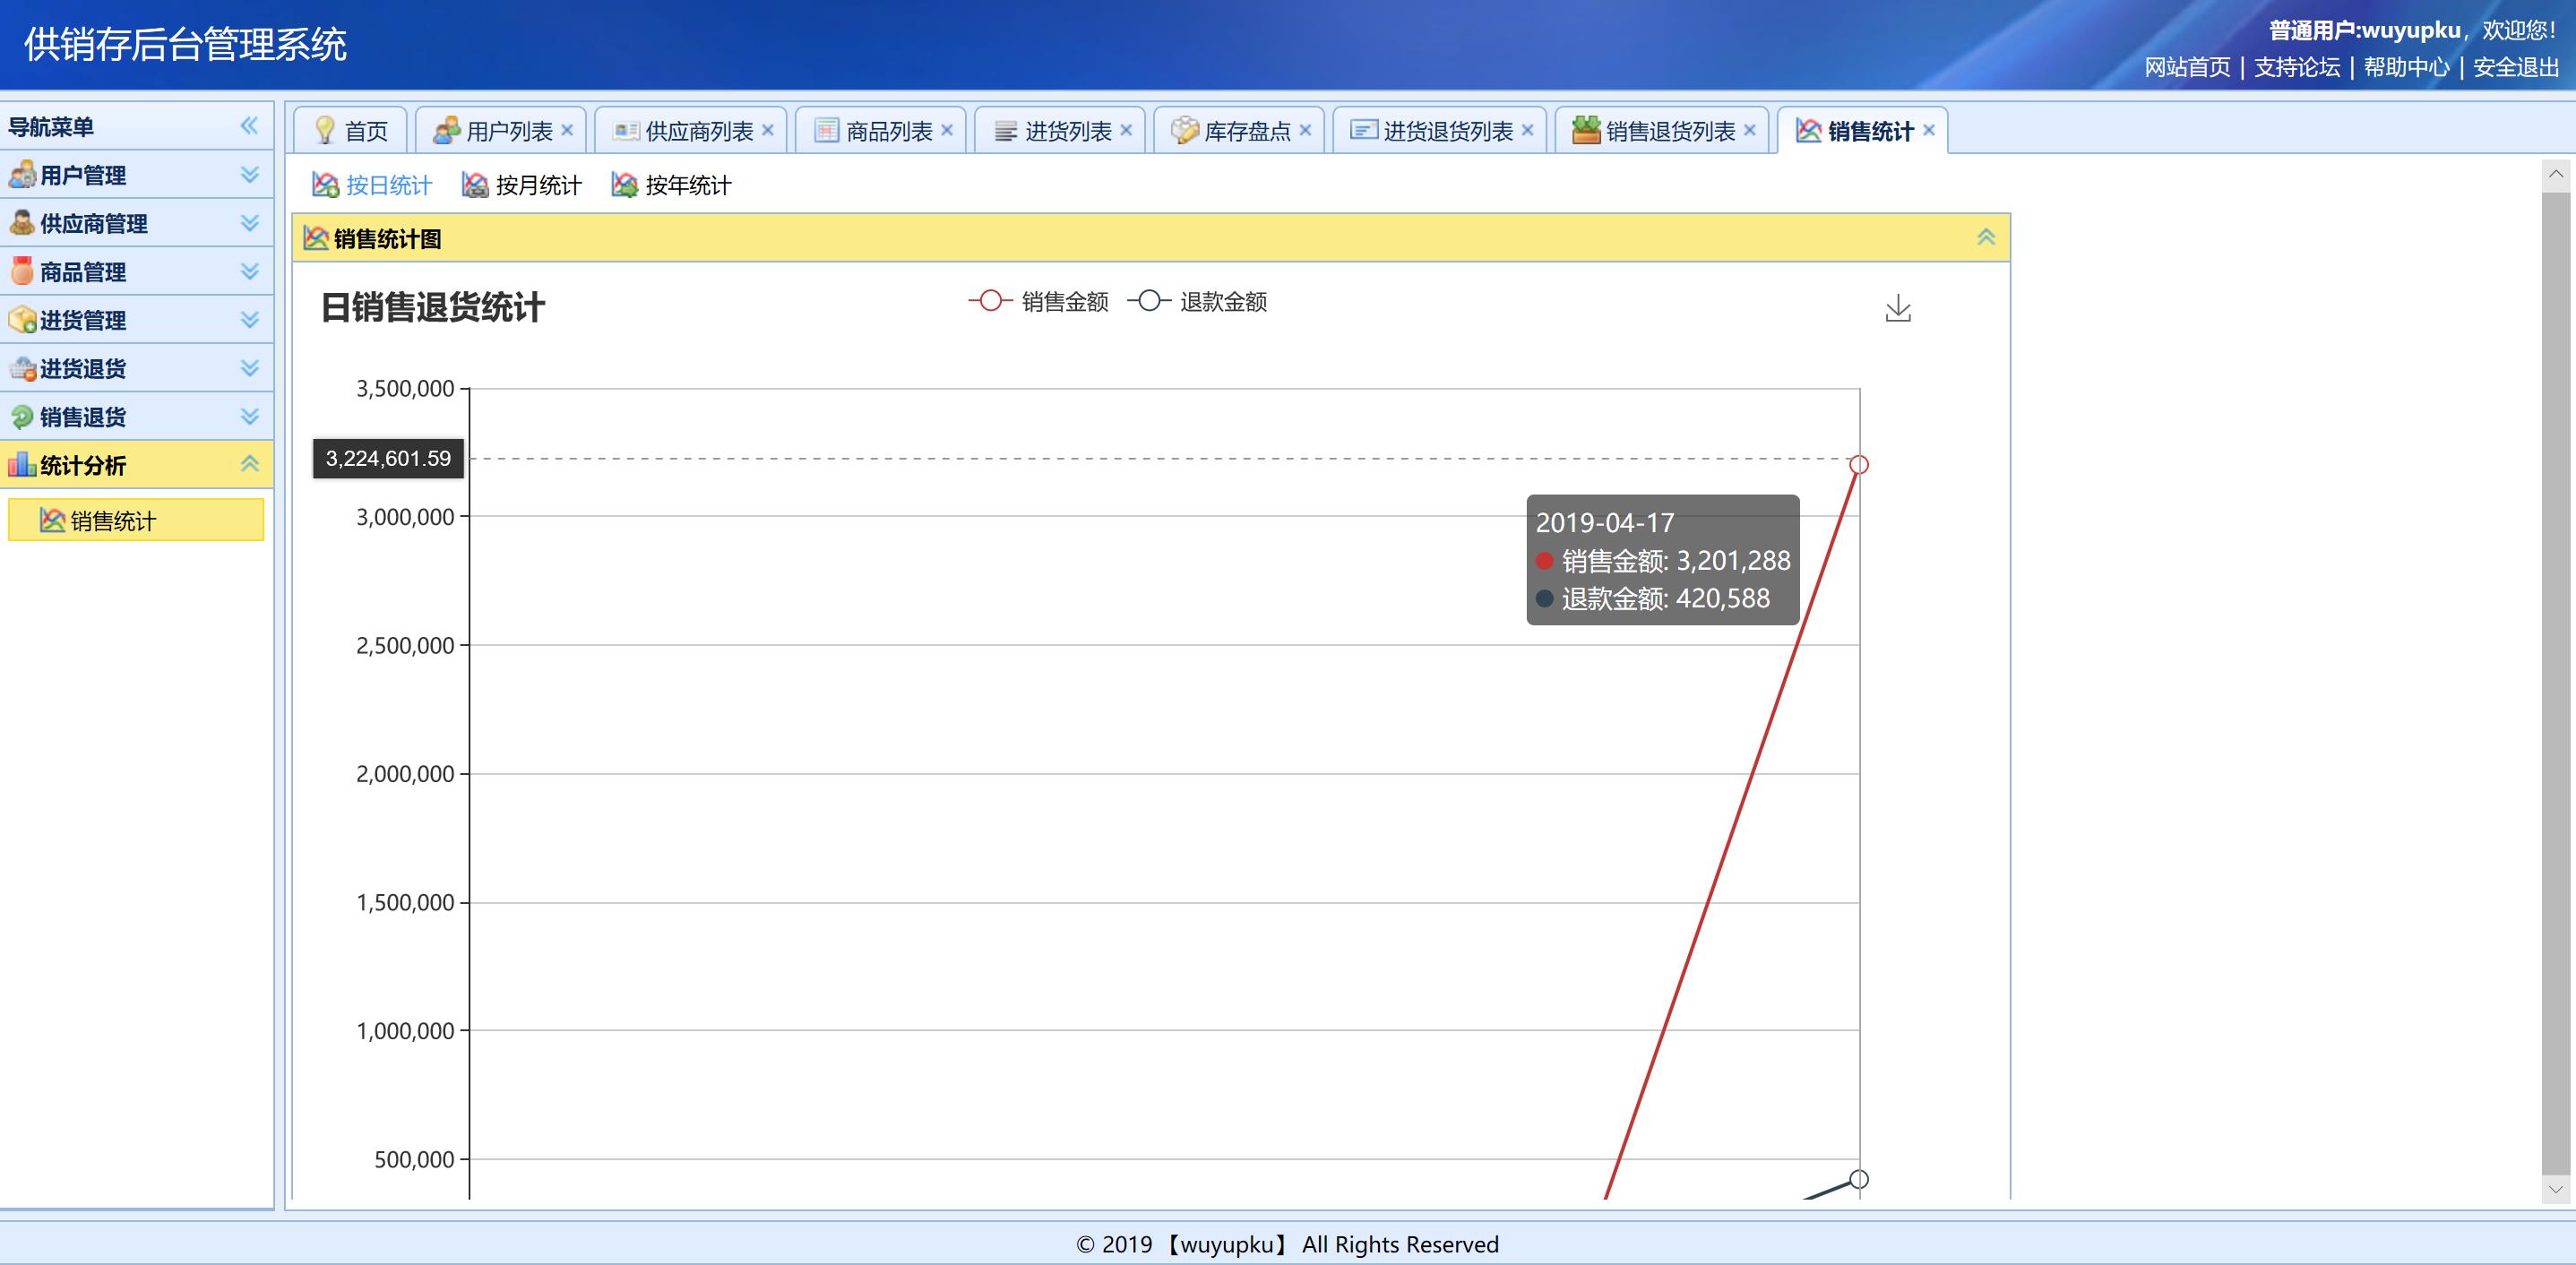 供销存后台管理系统
普通用户:wuyupku，欢迎您！
网站首页 | 支持论坛 | 帮助中心 | 安全退出
导航菜单
用户管理
供应商管理
商品管理
进货管理
进货退货
销售退货
统计分析
销售统计
首页 用户列表 供应商列表 商品列表 进货列表 库存盘点 进货退货列表 销售退货列表 销售统计
按日统计 按月统计 按年统计
销售统计图
日销售退货统计
销售金额 退款金额
3,500,000
3,224,601.59
3,000,000
2,500,000
2,000,000
1,500,000
1,000,000
500,000
2019-04-17
销售金额: 3,201,288
退款金额: 420,588
© 2019 【wuyupku】 All Rights Reserved